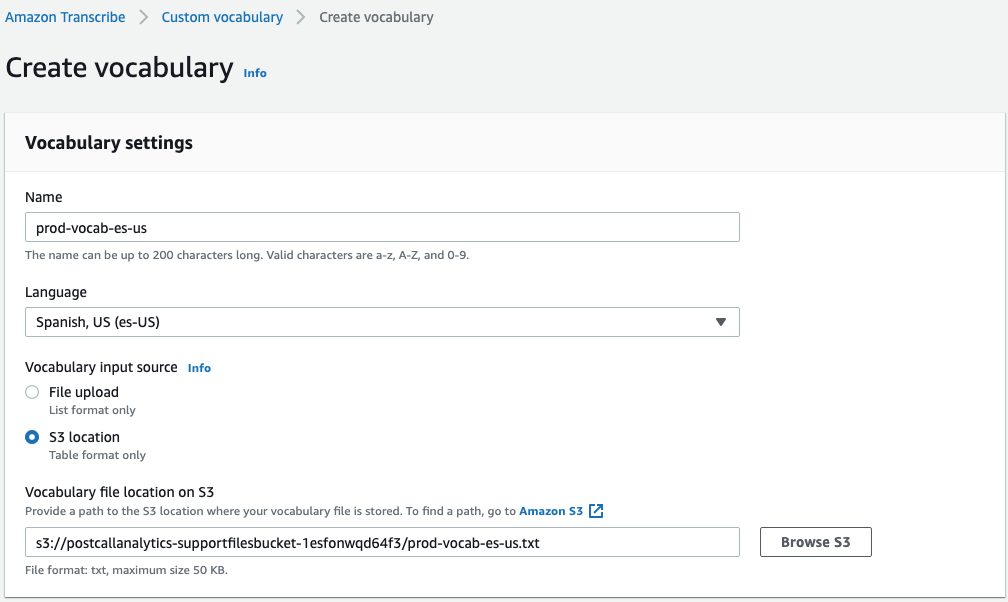 Amazon Transcribe > Custom vocabulary > Create vocabulary
Create vocabulary Info
Vocabulary settings
Name
prod-vocab-es-us
The name can be up to 200 characters long. Valid characters are a-z, A-Z, and 0-9.
Language
Spanish, US (es-US)
Vocabulary input source Info
File upload
List format only
S3 location
Table format only
Vocabulary file location on S3
Provide a path to the S3 location where your vocabulary file is stored. To find a path, go to Amazon S3
s3://postcallanalytics-supportfilesbucket-1esfonwqd64f3/prod-vocab-es-us.txt Browse S3
File format: txt, maximum size 50 KB.